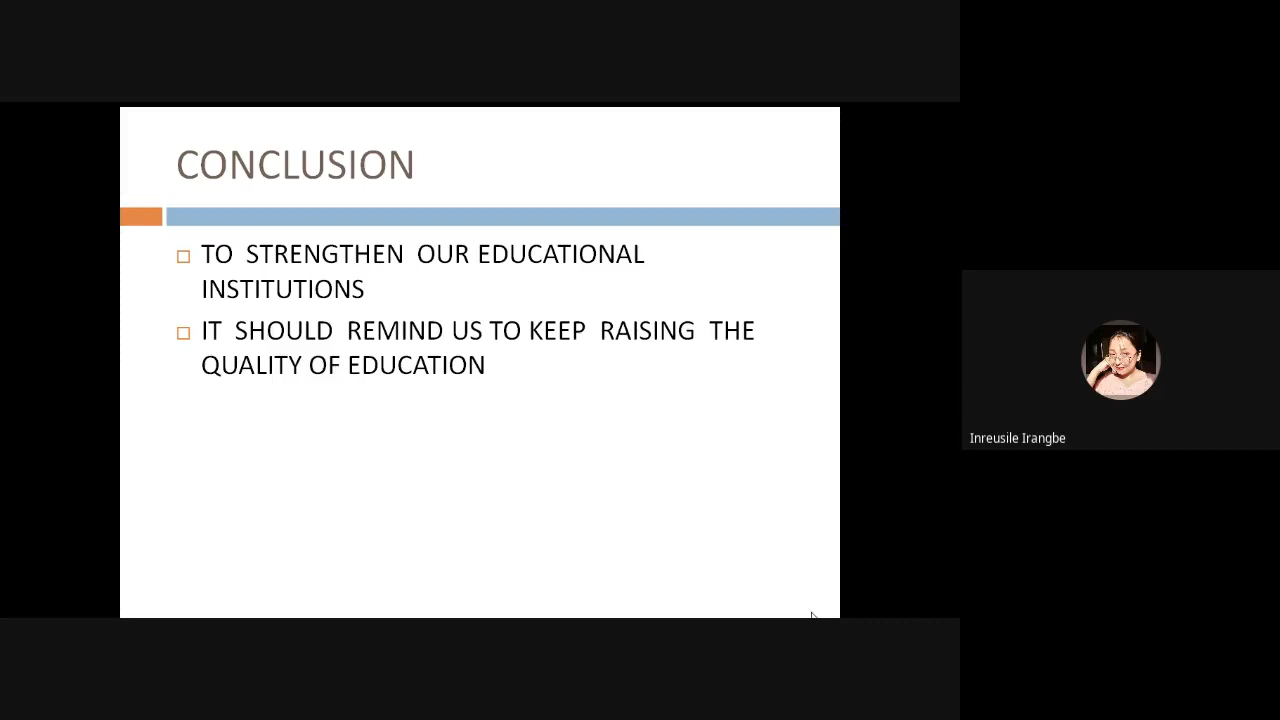 CONCLUSION
TO STRENGTHEN OUR EDUCATIONAL
INSTITUTIONS
IT SHOULD REMIND US TO KEEP RAISING THE
QUALITY OF EDUCATION
Inreusile Irangbe